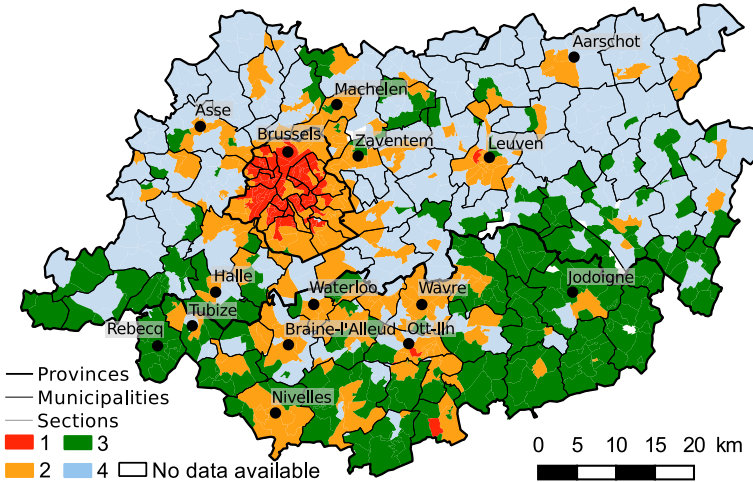 Aarschot
Machelen
Asse
Brussels
Zaventem
Leuven
Halle
Waterloo
Wavre
Jodoigne
Tubize
Rebecq
Braine-l'Alleud
Ott-lln
Nivelles
Provinces
Municipalities
Sections
1 3
2 4 No data available
0 5 10 15 20 km